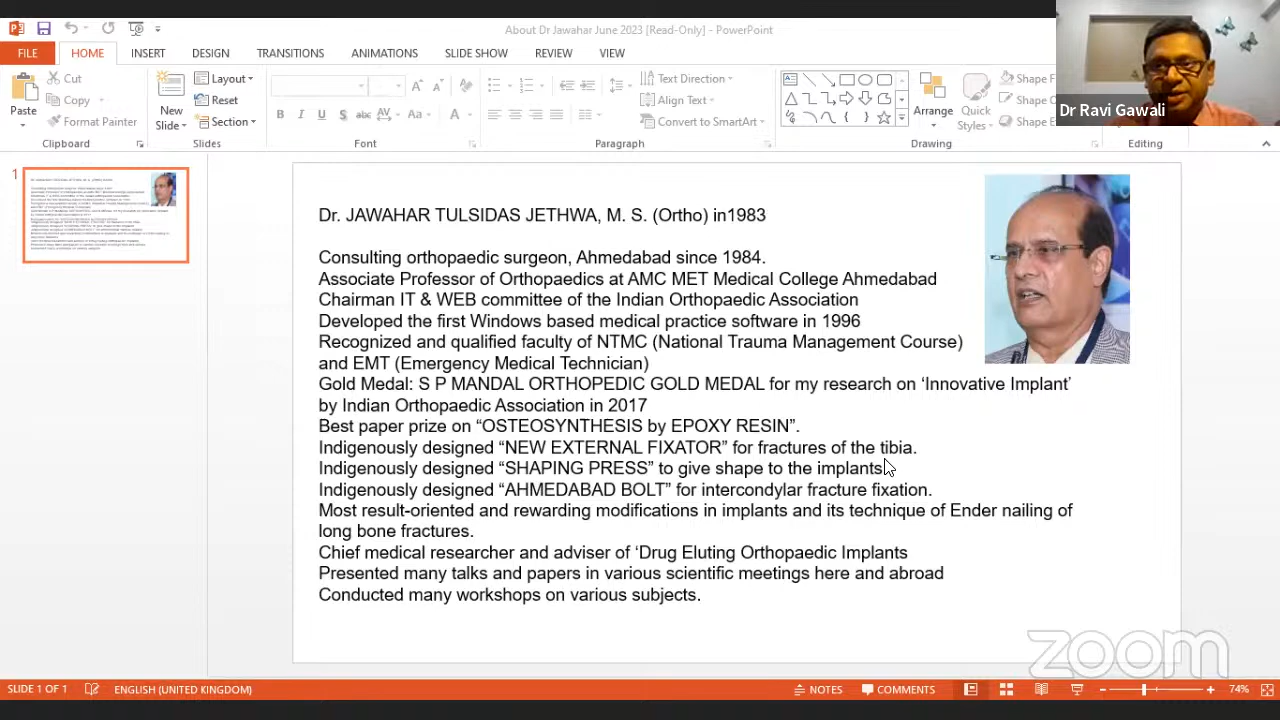 About Dr Jawahar June 2023 [Read-Only] - PowerPoint
FILE HOME INSERT DESIGN TRANSITIONS ANIMATIONS SLIDE SHOW REVIEW VIEW
Paste
Cut
Copy
Format Painter
Clipboard
New Slide
Layout
Reset
Section
Slides
B I U S abc AV Aa A
Font
Text Direction
Align Text
Convert to SmartArt
Paragraph
Arrange
Quick Styles
Shape F
Shape O
Shape E
Drawing
Editing
Dr Ravi Gawali
1
Dr. JAWAHAR TULSIDAS JETHWA, M. S. (Ortho) in1983
Consulting orthopaedic surgeon, Ahmedabad since 1984.
Associate Professor of Orthopaedics at AMC MET Medical College Ahmedabad
Chairman IT & WEB committee of the Indian Orthopaedic Association
Developed the first Windows based medical practice software in 1996
Recognized and qualified faculty of NTMC (National Trauma Management Course)
and EMT (Emergency Medical Technician)
Gold Medal: S P MANDAL ORTHOPEDIC GOLD MEDAL for my research on ‘Innovative Implant’
by Indian Orthopaedic Association in 2017
Best paper prize on “OSTEOSYNTHESIS by EPOXY RESIN”.
Indigenously designed “NEW EXTERNAL FIXATOR” for fractures of the tibia.
Indigenously designed “SHAPING PRESS” to give shape to the implants.
Indigenously designed “AHMEDABAD BOLT” for intercondylar fracture fixation.
Most result-oriented and rewarding modifications in implants and its technique of Ender nailing of
long bone fractures.
Chief medical researcher and adviser of ‘Drug Eluting Orthopaedic Implants
Presented many talks and papers in various scientific meetings here and abroad
Conducted many workshops on various subjects.
zoom
SLIDE 1 OF 1 ENGLISH (UNITED KINGDOM) NOTES COMMENTS 74%